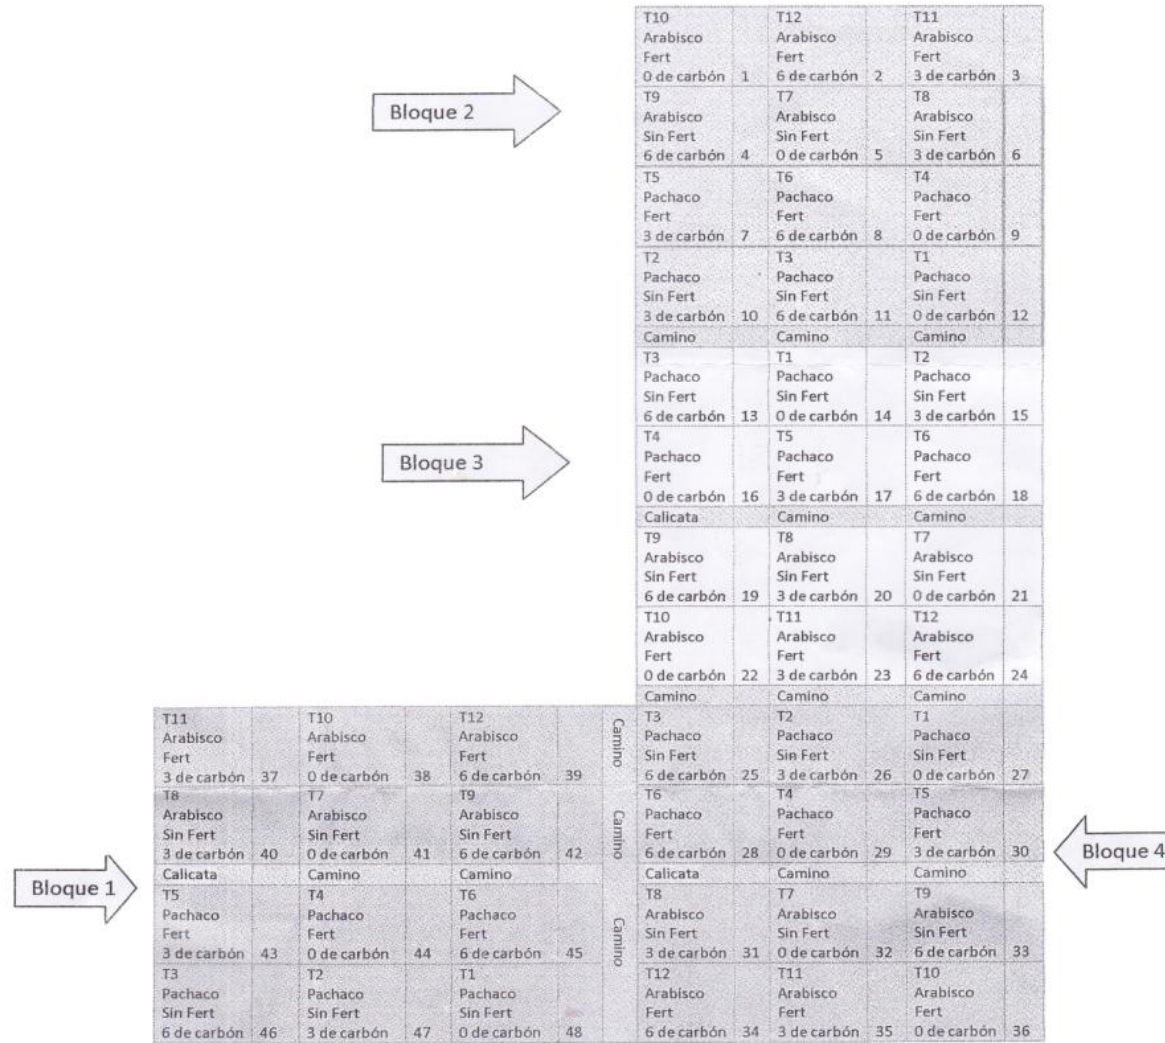 T10 T12 T11
Arabisco Arabisco Arabisco
Fert Fert Fert
0 de carbón 1 6 de carbón 2 3 de carbón 3
Bloque 2
T9 T7 T8
Arabisco Arabisco Arabisco
Sin Fert Sin Fert Sin Fert
6 de carbón 4 0 de carbón 5 3 de carbón 6
T5 T6 T4
Pachaco Pachaco Pachaco
Fert Fert Fert
3 de carbón 7 6 de carbón 8 0 de carbón 9
T2 T3 T1
Pachaco Pachaco Pachaco
Sin Fert Sin Fert Sin Fert
3 de carbón 10 6 de carbón 11 0 de carbón 12
Camino Camino Camino
T3 T1 T2
Pachaco Pachaco Pachaco
Sin Fert Sin Fert Sin Fert
6 de carbón 13 0 de carbón 14 3 de carbón 15
Bloque 3
T4 T5 T6
Pachaco Pachaco Pachaco
Fert Fert Fert
0 de carbón 16 3 de carbón 17 6 de carbón 18
Calicata Camino Camino
T9 T8 T7
Arabisco Arabisco Arabisco
Sin Fert Sin Fert Sin Fert
6 de carbón 19 3 de carbón 20 0 de carbón 21
T10 T11 T12
Arabisco Arabisco Arabisco
Fert Fert Fert
0 de carbón 22 3 de carbón 23 6 de carbón 24
Camino Camino Camino
T11 T10 T12 Camino T3 T2 T1
Arabisco Arabisco Arabisco Pachaco Pachaco Pachaco
Fert Fert Fert Sin Fert Sin Fert Sin Fert
3 de carbón 37 0 de carbón 38 6 de carbón 39 6 de carbón 25 3 de carbón 26 0 de carbón 27
T8 T7 T9 Camino T6 T4 T5
Arabisco Arabisco Arabisco Pachaco Pachaco Pachaco
Sin Fert Sin Fert Sin Fert Fert Fert Fert
3 de carbón 40 0 de carbón 41 6 de carbón 42 6 de carbón 28 0 de carbón 29 3 de carbón 30
Bloque 4
Calicata Camino Camino Calicata Camino Camino
Bloque 1
T5 T4 T6 Camino T8 T7 T9
Pachaco Pachaco Pachaco Arabisco Arabisco Arabisco
Fert Fert Fert Sin Fert Sin Fert Sin Fert
3 de carbón 43 0 de carbón 44 6 de carbón 45 3 de carbón 31 0 de carbón 32 6 de carbón 33
T3 T2 T1 T12 T11 T10
Pachaco Pachaco Pachaco Arabisco Arabisco Arabisco
Sin Fert Sin Fert Sin Fert Fert Fert Fert
6 de carbón 46 3 de carbón 47 0 de carbón 48 6 de carbón 34 3 de carbón 35 0 de carbón 36